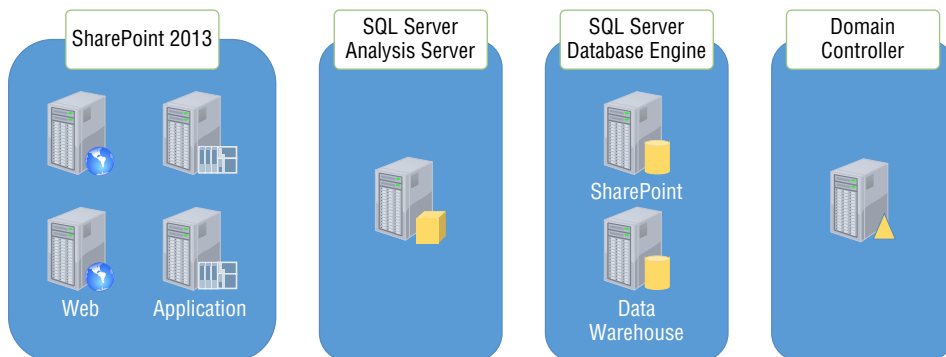 SharePoint 2013
Web
Application
SQL Server
Analysis Server
SQL Server
Database Engine
SharePoint
Data
Warehouse
Domain
Controller